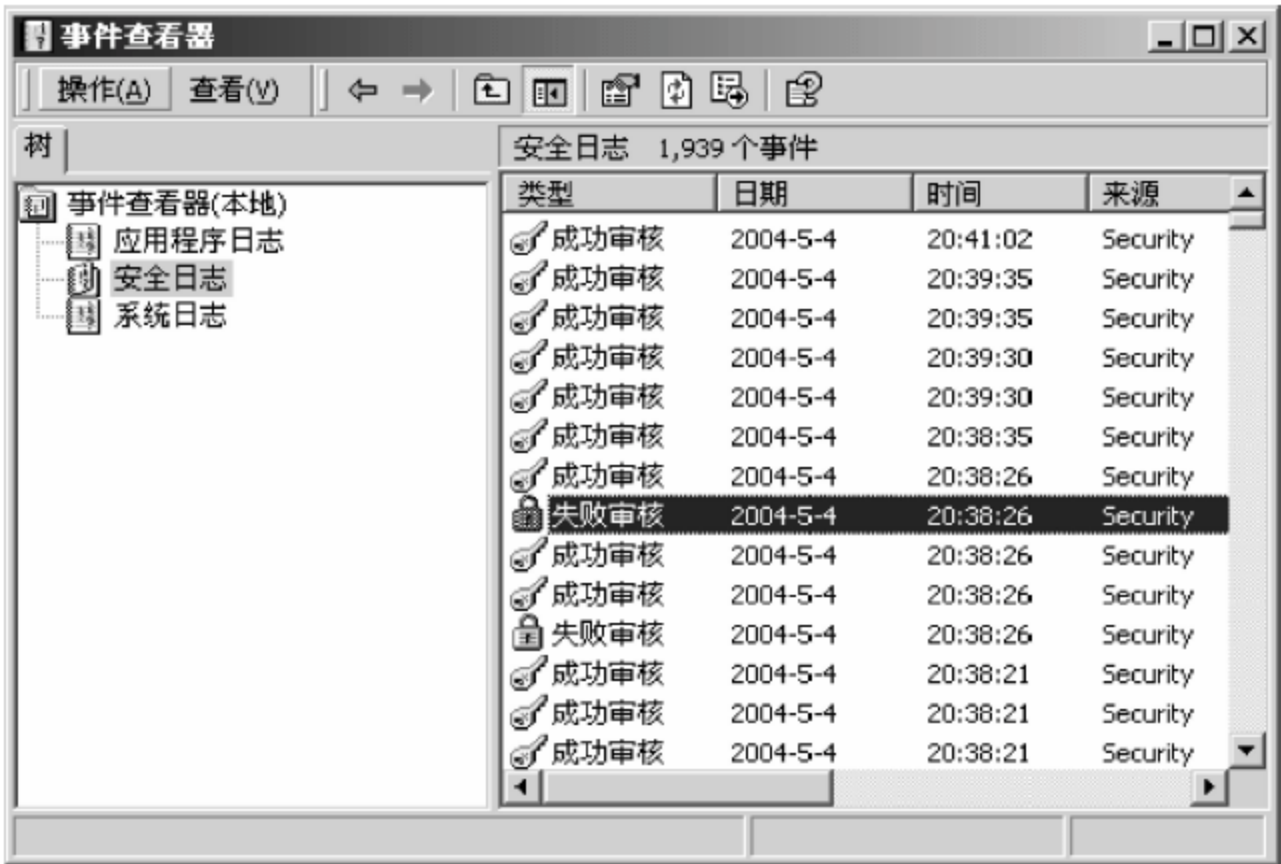 事件查看器
操作(A) 查看(V)
树
安全日志 1,939 个事件
事件查看器(本地)
应用程序日志
安全日志
系统日志
类型 日期 时间 来源
成功审核 2004-5-4 20:41:02 Security
成功审核 2004-5-4 20:39:35 Security
成功审核 2004-5-4 20:39:35 Security
成功审核 2004-5-4 20:39:30 Security
成功审核 2004-5-4 20:39:30 Security
成功审核 2004-5-4 20:38:35 Security
成功审核 2004-5-4 20:38:26 Security
失败审核 2004-5-4 20:38:26 Security
成功审核 2004-5-4 20:38:26 Security
成功审核 2004-5-4 20:38:26 Security
失败审核 2004-5-4 20:38:26 Security
成功审核 2004-5-4 20:38:21 Security
成功审核 2004-5-4 20:38:21 Security
成功审核 2004-5-4 20:38:21 Security